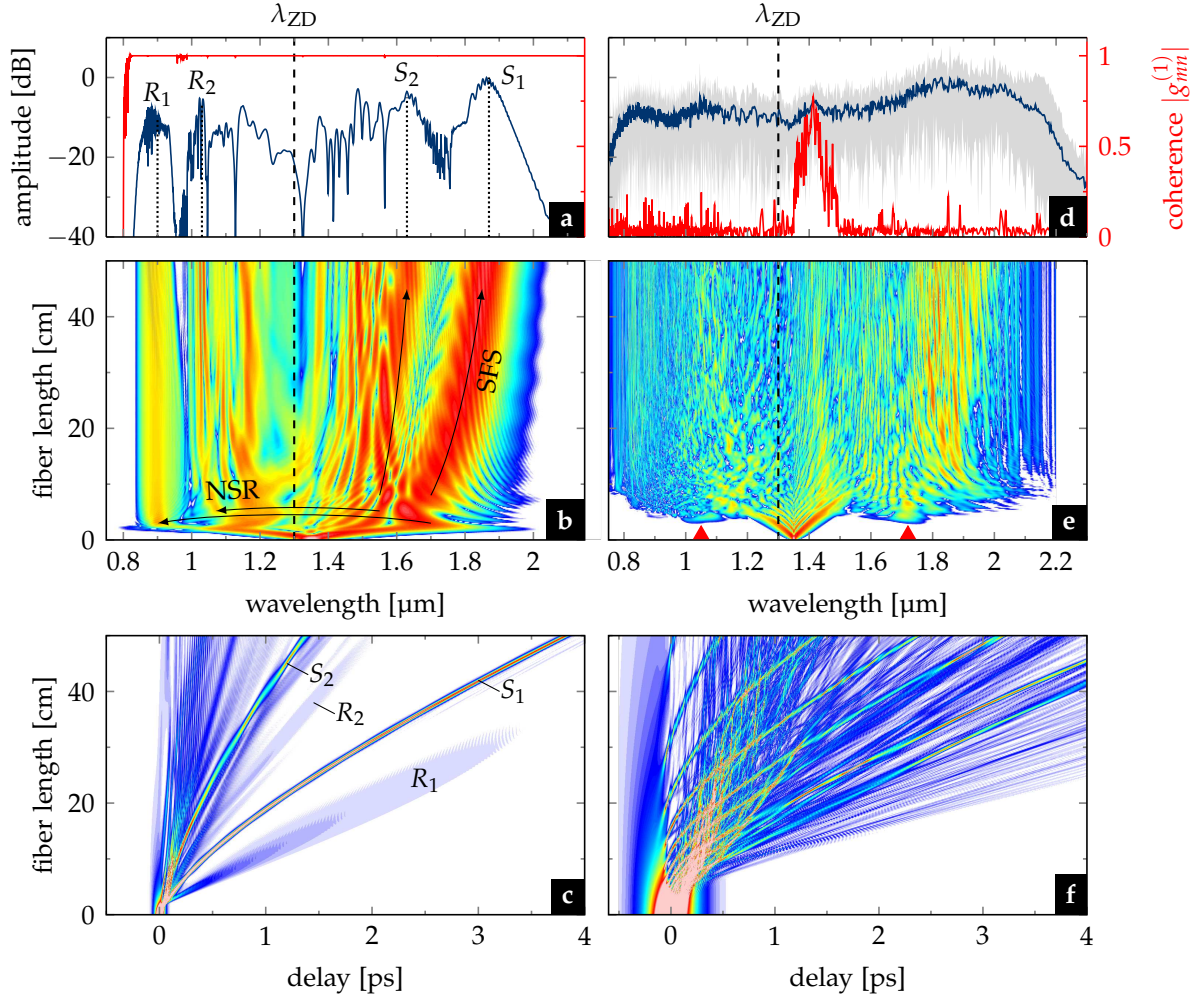 λZD λZD
amplitude [dB] 0 −20 −40 R1 R2 S2 S1 a
d 1 0.5 0 coherence |g(1)mn|
fiber length [cm] 40 20 0 NSR SFS b e
0.8 1 1.2 1.4 1.6 1.8 2 0.8 1 1.2 1.4 1.6 1.8 2 2.2
wavelength [µm] wavelength [µm]
fiber length [cm] 40 20 0 S2 R2 S1 R1 c f
0 1 2 3 4 0 1 2 3 4
delay [ps] delay [ps]